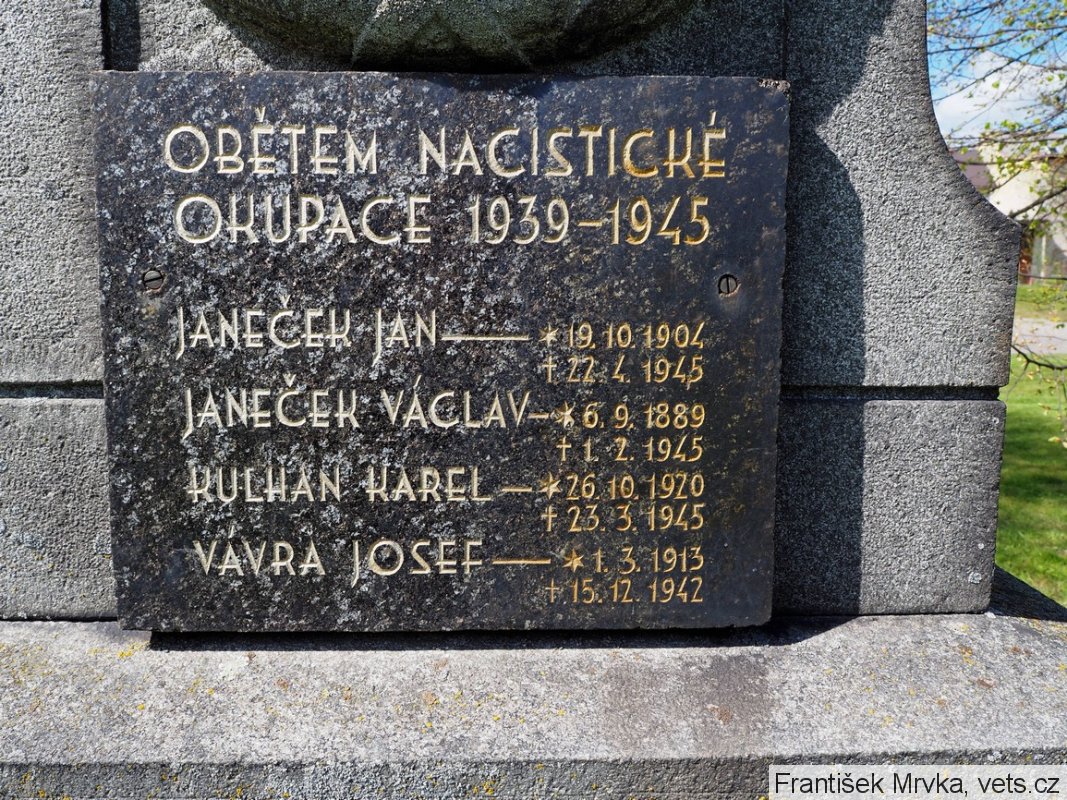 OBĚTEM NACISTICKÉ
OKUPACE 1939-1945
JANEČEK JAN — * 19. 10. 1904
† 22. 4. 1945
JANEČEK VÁCLAV - * 6. 9. 1889
† 1. 2. 1945
KULHAN KAREL — * 26. 10. 1920
† 23. 3. 1945
VÁVRA JOSEF — * 1. 3. 1913
† 15. 12. 1942
František Mrvka, vets.cz